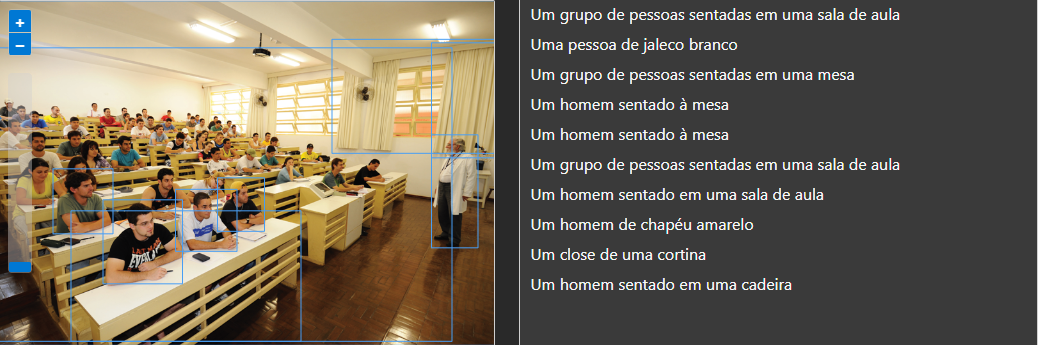 +
−
Um grupo de pessoas sentadas em uma sala de aula
Uma pessoa de jaleco branco
Um grupo de pessoas sentadas em uma mesa
Um homem sentado à mesa
Um homem sentado à mesa
Um grupo de pessoas sentadas em uma sala de aula
Um homem sentado em uma sala de aula
Um homem de chapéu amarelo
Um close de uma cortina
Um homem sentado em uma cadeira